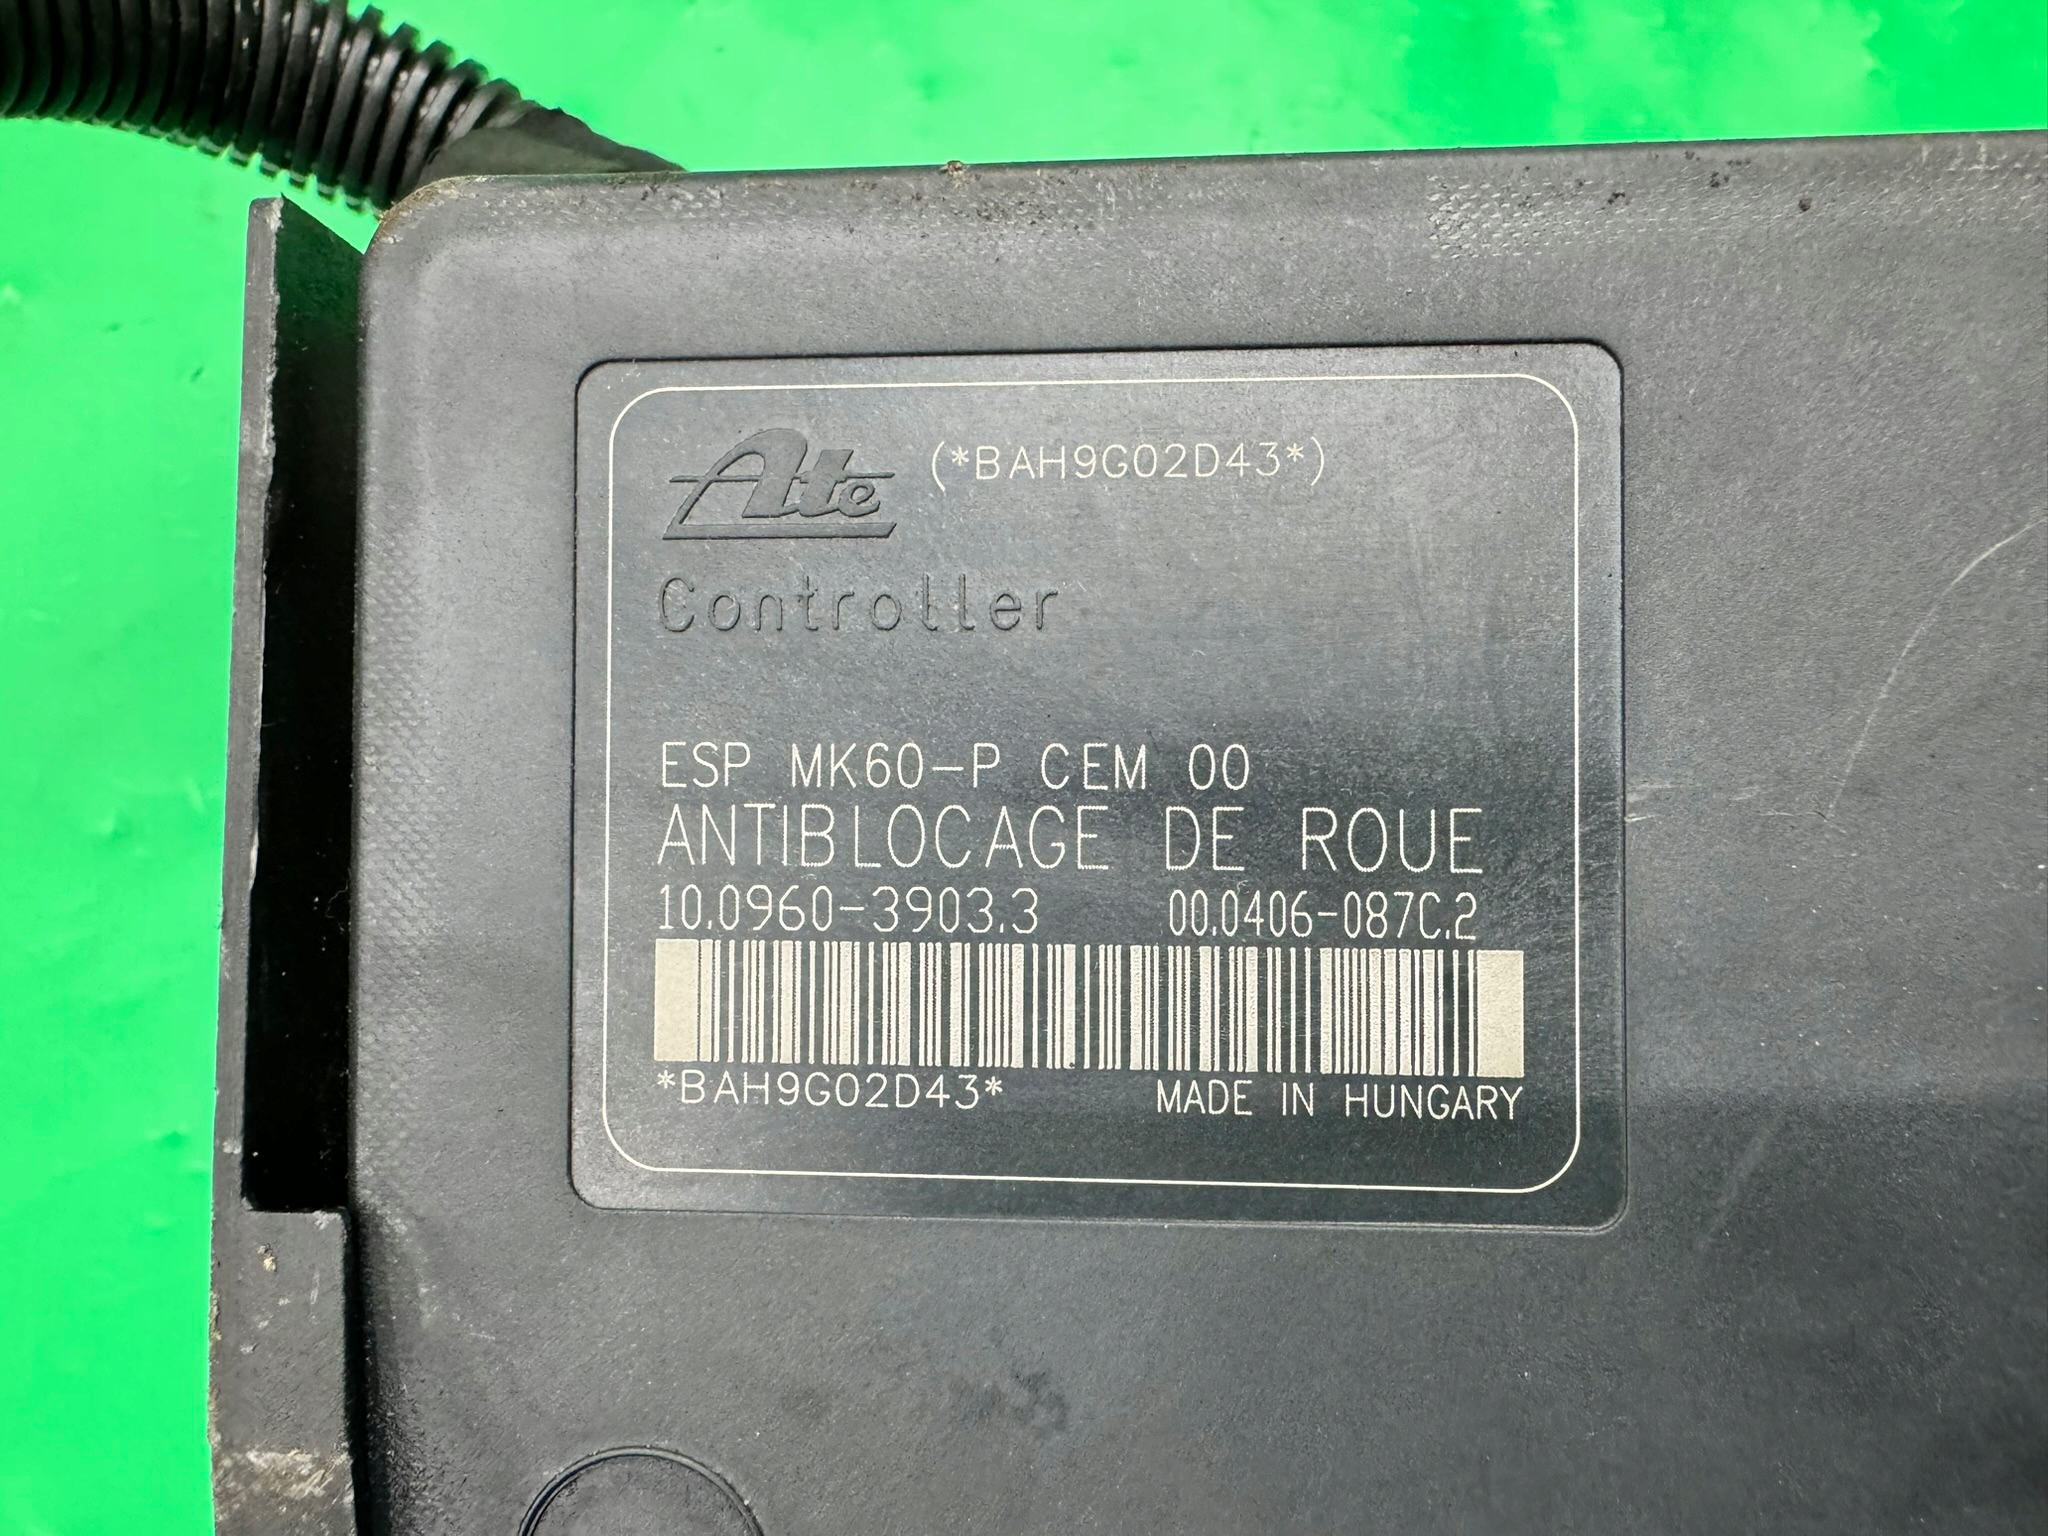 Ate (*BAH9G02D43*)
Controller
ESP MK60-P CEM 00
ANTIBLOCAGE DE ROUE
10.0960-3903.3 00.0406-087C.2
*BAH9G02D43* MADE IN HUNGARY